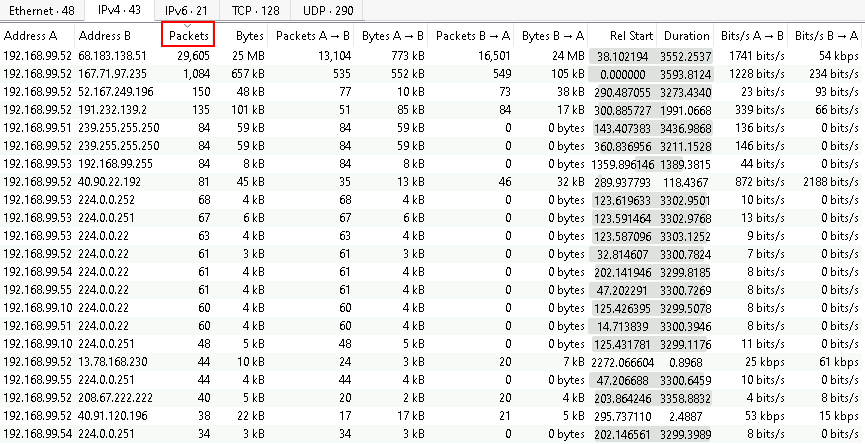 Ethernet · 48 IPv4 · 43 IPv6 · 21 TCP · 128 UDP · 290
Address A Address B Packets Bytes Packets A → B Bytes A → B Packets B → A Bytes B → A Rel Start Duration Bits/s A → B Bits/s B → A
192.168.99.52 68.183.138.51 29,605 25 MB 13,104 773 kB 16,501 24 MB 38.102194 3552.2537 1741 bits/s 54 kbps
192.168.99.52 167.71.97.235 1,084 657 kB 535 552 kB 549 105 kB 0.000000 3593.8124 1228 bits/s 234 bits/s
192.168.99.52 52.167.249.196 150 48 kB 77 10 kB 73 38 kB 290.487055 3273.4340 23 bits/s 93 bits/s
192.168.99.52 191.232.139.2 135 101 kB 51 85 kB 84 17 kB 300.885727 1991.0668 339 bits/s 66 bits/s
192.168.99.51 239.255.255.250 84 59 kB 84 59 kB 0 0 bytes 143.407383 3436.9868 136 bits/s 0 bits/s
192.168.99.52 239.255.255.250 84 59 kB 84 59 kB 0 0 bytes 360.836956 3211.1528 146 bits/s 0 bits/s
192.168.99.53 192.168.99.255 84 8 kB 84 8 kB 0 0 bytes 1359.896146 1389.3815 44 bits/s 0 bits/s
192.168.99.52 40.90.22.192 81 45 kB 35 13 kB 46 32 kB 289.937793 118.4367 872 bits/s 2188 bits/s
192.168.99.53 224.0.0.252 68 4 kB 68 4 kB 0 0 bytes 123.619633 3302.9501 10 bits/s 0 bits/s
192.168.99.53 224.0.0.251 67 6 kB 67 6 kB 0 0 bytes 123.591464 3302.9768 13 bits/s 0 bits/s
192.168.99.53 224.0.0.22 63 4 kB 63 4 kB 0 0 bytes 123.587096 3303.1252 9 bits/s 0 bits/s
192.168.99.52 224.0.0.22 61 3 kB 61 3 kB 0 0 bytes 32.814607 3300.7824 7 bits/s 0 bits/s
192.168.99.54 224.0.0.22 61 4 kB 61 4 kB 0 0 bytes 202.141946 3299.8185 8 bits/s 0 bits/s
192.168.99.55 224.0.0.22 61 4 kB 61 4 kB 0 0 bytes 47.202291 3300.7269 8 bits/s 0 bits/s
192.168.99.10 224.0.0.22 60 4 kB 60 4 kB 0 0 bytes 125.426395 3299.5078 8 bits/s 0 bits/s
192.168.99.51 224.0.0.22 60 4 kB 60 4 kB 0 0 bytes 14.713839 3300.3946 8 bits/s 0 bits/s
192.168.99.10 224.0.0.251 48 5 kB 48 5 kB 0 0 bytes 125.431781 3299.1176 11 bits/s 0 bits/s
192.168.99.52 13.78.168.230 44 10 kB 24 3 kB 20 7 kB 2272.066604 0.8968 25 kbps 61 kbps
192.168.99.55 224.0.0.251 44 4 kB 44 4 kB 0 0 bytes 47.206688 3300.6459 10 bits/s 0 bits/s
192.168.99.52 208.67.222.222 40 5 kB 20 2 kB 20 4 kB 203.864246 3358.8832 4 bits/s 8 bits/s
192.168.99.52 40.91.120.196 38 22 kB 17 17 kB 21 5 kB 295.737110 2.4887 53 kbps 15 kbps
192.168.99.54 224.0.0.251 34 3 kB 34 3 kB 0 0 bytes 202.146561 3299.3989 8 bits/s 0 bits/s